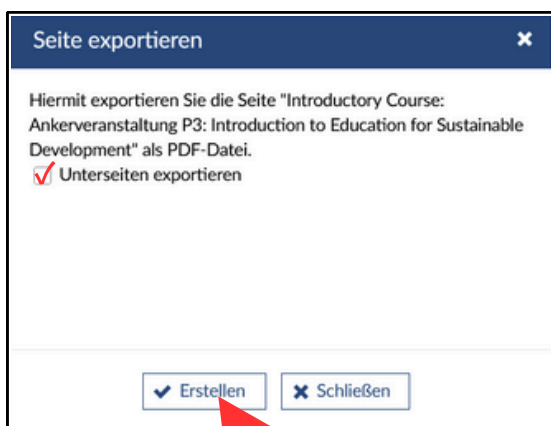 Seite exportieren
Hiermit exportieren Sie die Seite "Introductory Course:
Ankerveranstaltung P3: Introduction to Education for Sustainable
Development" als PDF-Datei.
Unterseiten exportieren
Erstellen
Schließen